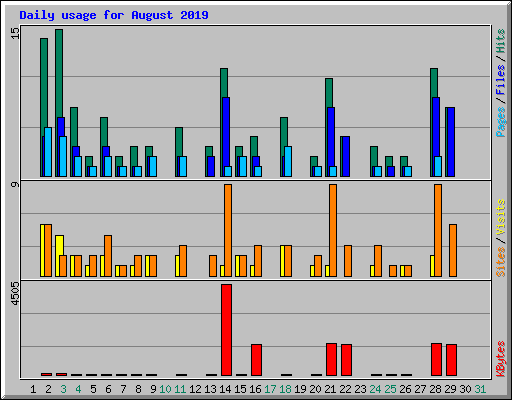 Daily usage for August 2019
15
Pages / Files / Hits
9
Sites / Visits
4505
KBytes
1 2 3 4 5 6 7 8 9 10 11 12 13 14 15 16 17 18 19 20 21 22 23 24 25 26 27 28 29 30 31